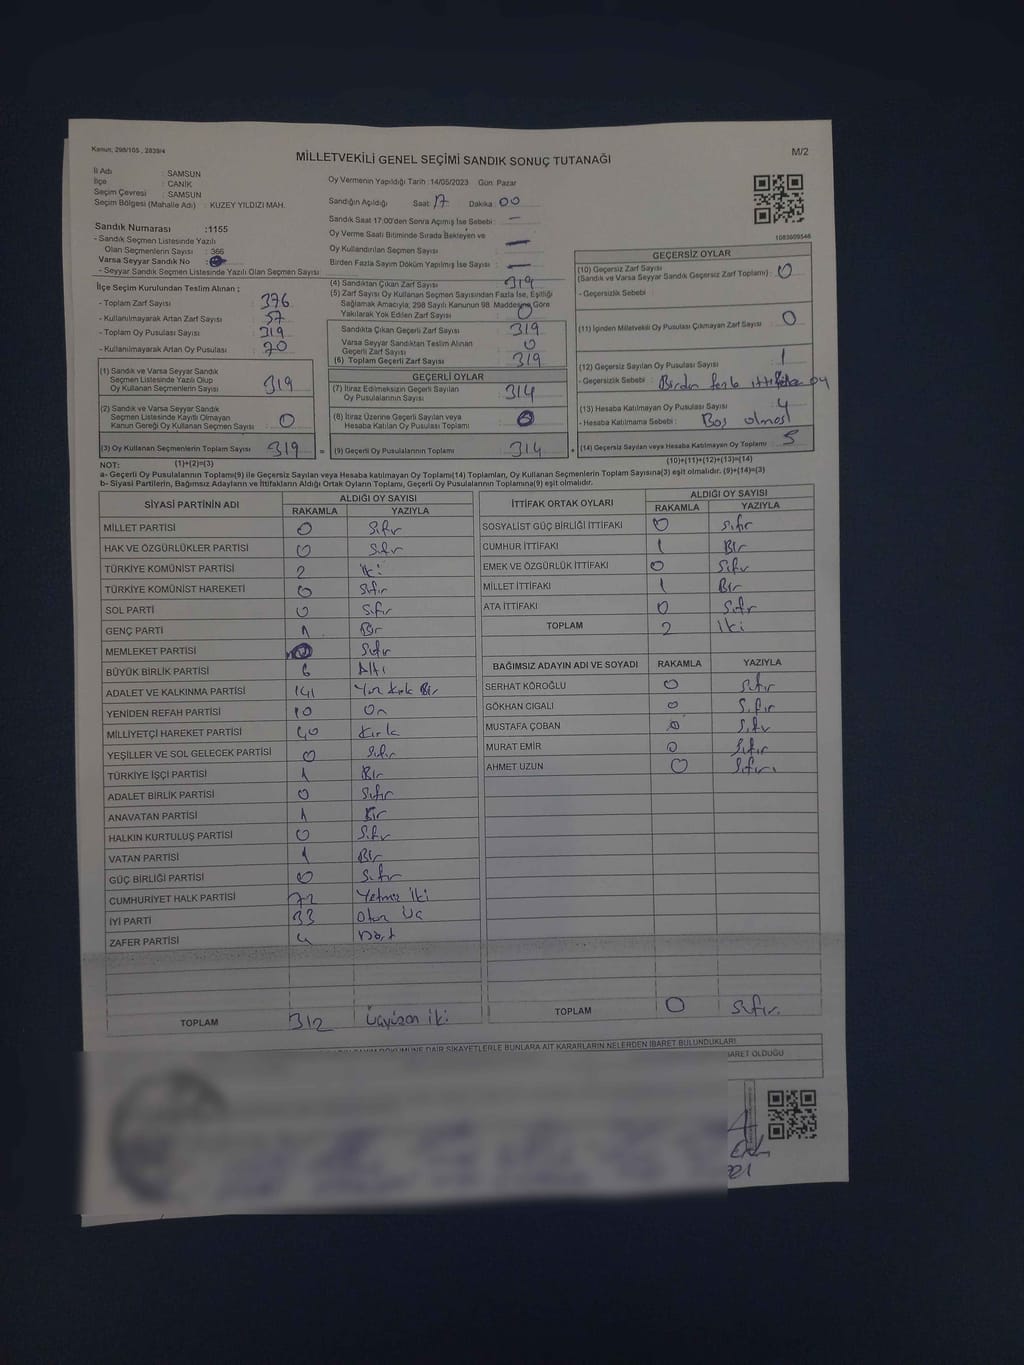 Kanun; 298/105 , 2839/4
MİLLETVEKİLİ GENEL SEÇİMİ SANDIK SONUÇ TUTANAĞI
M/2
İl Adı : SAMSUN
İlçe : CANİK
Seçim Çevresi : SAMSUN
Seçim Bölgesi (Mahalle Adı) : KUZEY YILDIZI MAH.
Sandık Numarası :1155
- Sandık Seçmen Listesinde Yazılı
Olan Seçmenlerin Sayısı : 366
Varsa Seyyar Sandık No :
- Seyyar Sandık Seçmen Listesinde Yazılı Olan Seçmen Sayısı:
Oy Vermenin Yapıldığı Tarih :14/05/2023 Gün: Pazar
Sandığın Açıldığı Saat: 17 Dakika: 00
Sandık Saat 17:00'den Sonra Açımış İse Sebebi: —
Oy Verme Saati Bitiminde Sırada Bekleyen ve
Oy Kullandırılan Seçmen Sayısı : —
Birden Fazla Sayım Döküm Yapılmış İse Sayısı : —
1083609546
İlçe Seçim Kurulundan Teslim Alınan ;
- Toplam Zarf Sayısı : 376
- Kullanılmayarak Artan Zarf Sayısı : 57
- Toplam Oy Pusulası Sayısı : 319
- Kullanılmayarak Artan Oy Pusulası : 70
(1) Sandık ve Varsa Seyyar Sandık
Seçmen Listesinde Yazılı Olup
Oy Kullanan Seçmenlerin Sayısı : 319
(2) Sandık ve Varsa Seyyar Sandık
Seçmen Listesinde Kayıtlı Olmayan
Kanun Gereği Oy Kullanan Seçmen Sayısı : 0
(3) Oy Kullanan Seçmenlerin Toplam Sayısı : 319 =
(4) Sandıktan Çıkan Zarf Sayısı : 319
(5) Zarf Sayısı Oy Kullanan Seçmen Sayısından Fazla İse, Eşitliği
Sağlamak Amacıyla; 298 Sayılı Kanunun 98. Maddesine Göre
Yakılarak Yok Edilen Zarf Sayısı : 0
Sandıkta Çıkan Geçerli Zarf Sayısı : 319
Varsa Seyyar Sandıktan Teslim Alınan
Geçerli Zarf Sayısı : 0
(6) Toplam Geçerli Zarf Sayısı : 319
GEÇERLİ OYLAR
(7) İtiraz Edilmeksizin Geçerli Sayılan
Oy Pusulalarının Sayısı : 314
(8) İtiraz Üzerine Geçerli Sayılan veya
Hesaba Katılan Oy Pusulası Toplamı : 0
(9) Geçerli Oy Pusulalarının Toplamı : 314 +
GEÇERSİZ OYLAR
(10) Geçersiz Zarf Sayısı
(Sandık ve Varsa Seyyar Sandık Geçersiz Zarf Toplamı) : 0
- Geçersizlik Sebebi :
(11) İçinden Milletvekili Oy Pusulası Çıkmayan Zarf Sayısı : 0
(12) Geçersiz Sayılan Oy Pusulası Sayısı : 1
- Geçersizlik Sebebi : Birden fazla ittifaka oy
(13) Hesaba Katılmayan Oy Pusulası Sayısı : 4
- Hesaba Katılmama Sebebi : Boş olması
(14) Geçersiz Sayılan veya Hesaba Katılmayan Oy Toplamı : 5
NOT: (1)+(2)=(3)
(10)+(11)+(12)+(13)=(14)
a- Geçerli Oy Pusulalarının Toplamı(9) ile Geçersiz Sayılan veya Hesaba katılmayan Oy Toplamı(14) Toplamları, Oy Kullanan Seçmenlerin Toplam Sayısına(3) eşit olmalıdır. (9)+(14)=(3)
b- Siyasi Partilerin, Bağımsız Adayların ve İttifakların Aldığı Ortak Oyların Toplamı, Geçerli Oy Pusulalarının Toplamına(9) eşit olmalıdır.
SİYASİ PARTİNİN ADI ALDIĞI OY SAYISI
RAKAMLA YAZIYLA
MİLLET PARTİSİ 0 Sıfır
HAK VE ÖZGÜRLÜKLER PARTİSİ 0 Sıfır
TÜRKİYE KOMÜNİST PARTİSİ 2 iki
TÜRKİYE KOMÜNİST HAREKETİ 0 Sıfır
SOL PARTİ 0 Sıfır
GENÇ PARTİ 1 Bir
MEMLEKET PARTİSİ 0 Sıfır
BÜYÜK BİRLİK PARTİSİ 6 Altı
ADALET VE KALKINMA PARTİSİ 141 Yüz Kırk Bir
YENİDEN REFAH PARTİSİ 10 On
MİLLİYETÇİ HAREKET PARTİSİ 40 Kırk
YEŞİLLER VE SOL GELECEK PARTİSİ 0 Sıfır
TÜRKİYE İŞÇİ PARTİSİ 1 Bir
ADALET BİRLİK PARTİSİ 0 Sıfır
ANAVATAN PARTİSİ 1 Bir
HALKIN KURTULUŞ PARTİSİ 0 Sıfır
VATAN PARTİSİ 1 Bir
GÜÇ BİRLİĞİ PARTİSİ 0 Sıfır
CUMHURİYET HALK PARTİSİ 72 Yetmiş iki
İYİ PARTİ 33 Otuz Üç
ZAFER PARTİSİ 4 Dört
TOPLAM 312 Üçyüzon iki
İTTİFAK ORTAK OYLARI ALDIĞI OY SAYISI
RAKAMLA YAZIYLA
SOSYALİST GÜÇ BİRLİĞİ İTTİFAKI 0 Sıfır
CUMHUR İTTİFAKI 1 Bir
EMEK VE ÖZGÜRLÜK İTTİFAKI 0 Sıfır
MİLLET İTTİFAKI 1 Bir
ATA İTTİFAKI 0 Sıfır
TOPLAM 2 iki
BAĞIMSIZ ADAYIN ADI VE SOYADI RAKAMLA YAZIYLA
SERHAT KÖROĞLU 0 Sıfır
GÖKHAN CIGALI 0 Sıfır
MUSTAFA ÇOBAN 0 Sıfır
MURAT EMİR 0 Sıfır
AHMET UZUN 0 Sıfır
TOPLAM 0 Sıfır
DÖKÜMÜNE DAİR ŞİKAYETLERLE BUNLARA AİT KARARLARIN NELERDEN İBARET BULUNDUKLARI
İBARET OLDUĞU